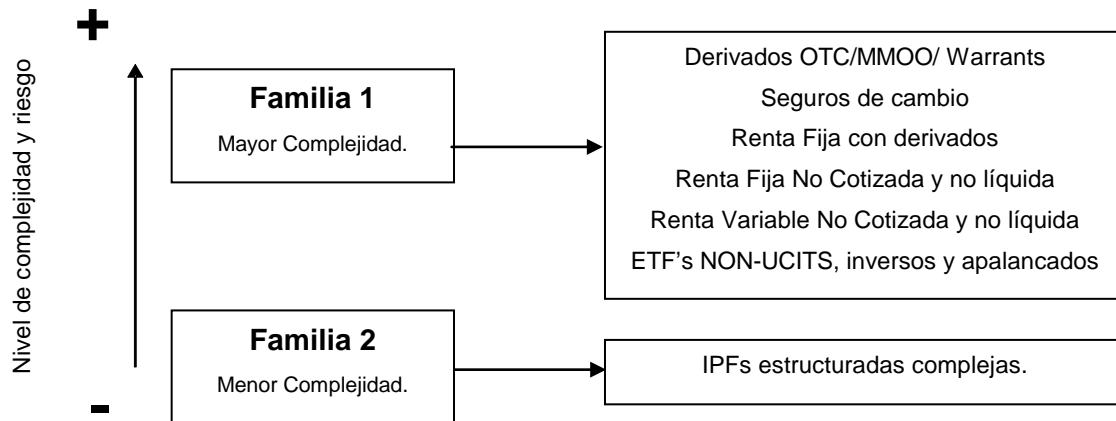 +
Nivel de complejidad y riesgo
Familia 1
Mayor Complejidad.
Derivados OTC/MMOO/ Warrants
Seguros de cambio
Renta Fija con derivados
Renta Fija No Cotizada y no líquida
Renta Variable No Cotizada y no líquida
ETF's NON-UCITS, inversos y apalancados
Familia 2
Menor Complejidad.
IPFs estructuradas complejas.
-